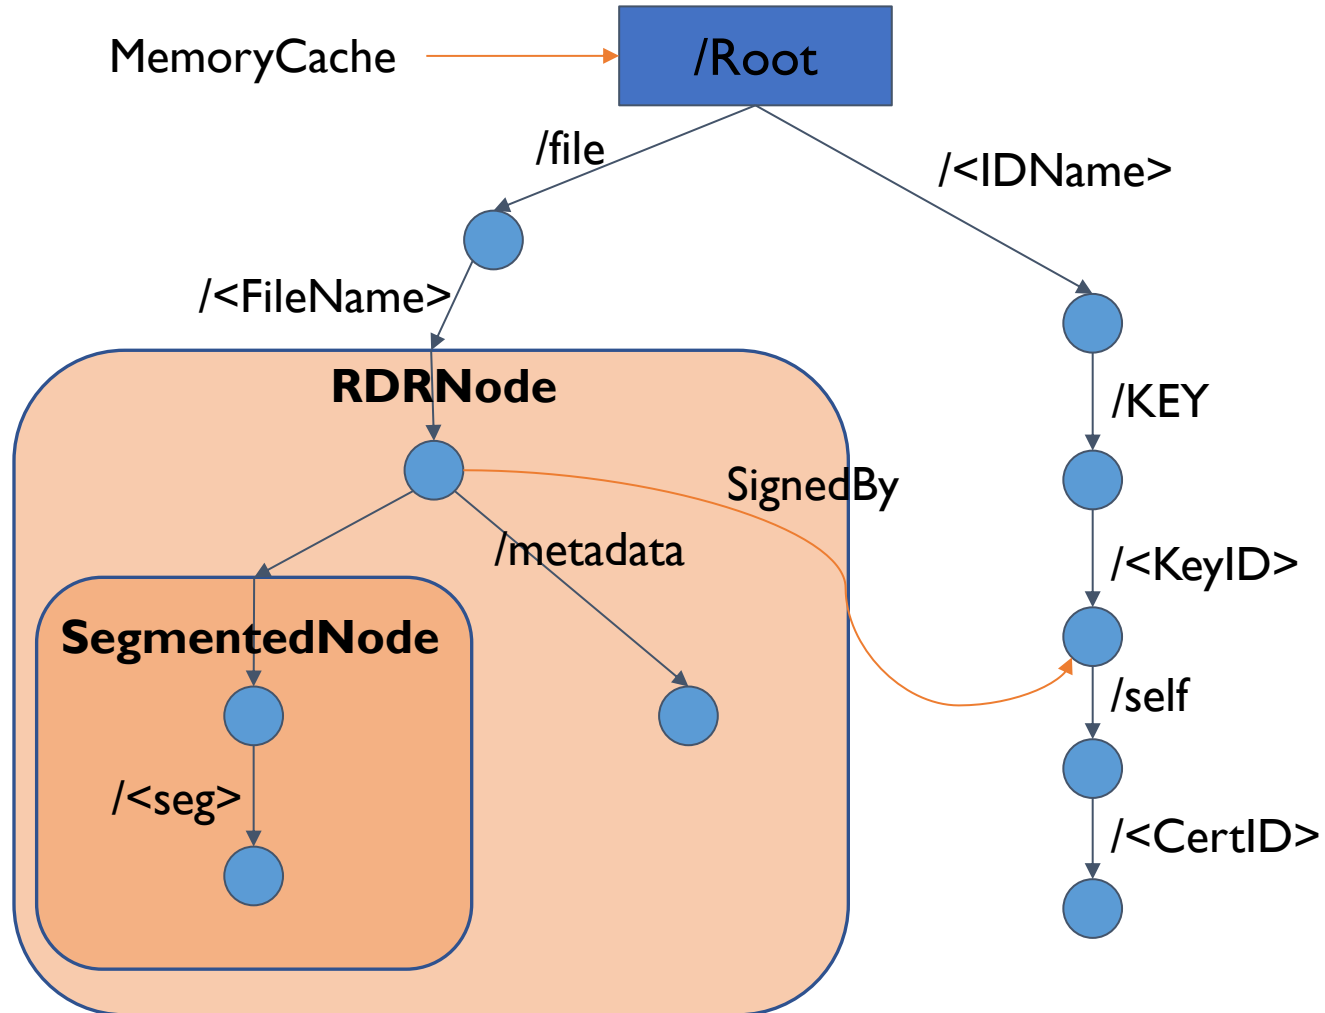 MemoryCache
/Root
/file
/<IDName>
/<FileName>
RDRNode
/KEY
SignedBy
/metadata
/<KeyID>
SegmentedNode
/self
/<seg>
/<CertID>